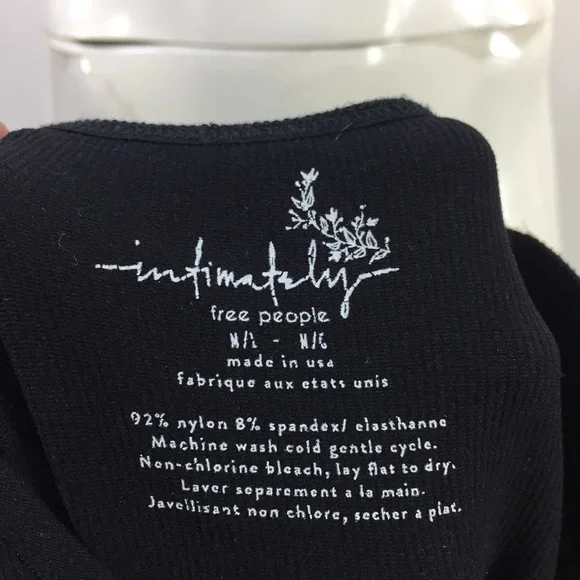 intimately
free people
M/L - M/G
made in usa
fabrique aux etats unis
92% nylon 8% spandex/ elasthanne
Machine wash cold gentle cycle.
Non-chlorine bleach, lay flat to dry.
Laver separement a la main.
Javellisant non chlore, secher a plat.